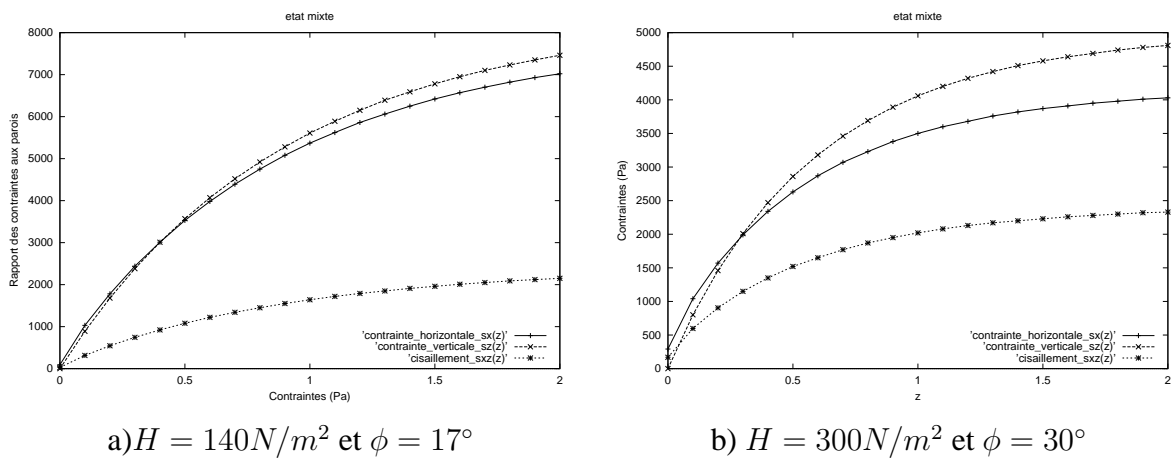 etat mixte
8000
7000
6000
5000
4000
3000
2000
1000
0
Rapport des contraintes aux parois
'contrainte_horizontale_sx(z)'
'contrainte_verticale_sz(z)'
'cisaillement_sxz(z)'
0 0.5 1 1.5 2
Contraintes (Pa)
a)H = 140N/m² et ϕ = 17°
etat mixte
5000
4500
4000
3500
3000
2500
2000
1500
1000
500
0
Contraintes (Pa)
'contrainte_horizontale_sx(z)'
'contrainte_verticale_sz(z)'
'cisaillement_sxz(z)'
0 0.5 1 1.5 2
z
b) H = 300N/m² et ϕ = 30°